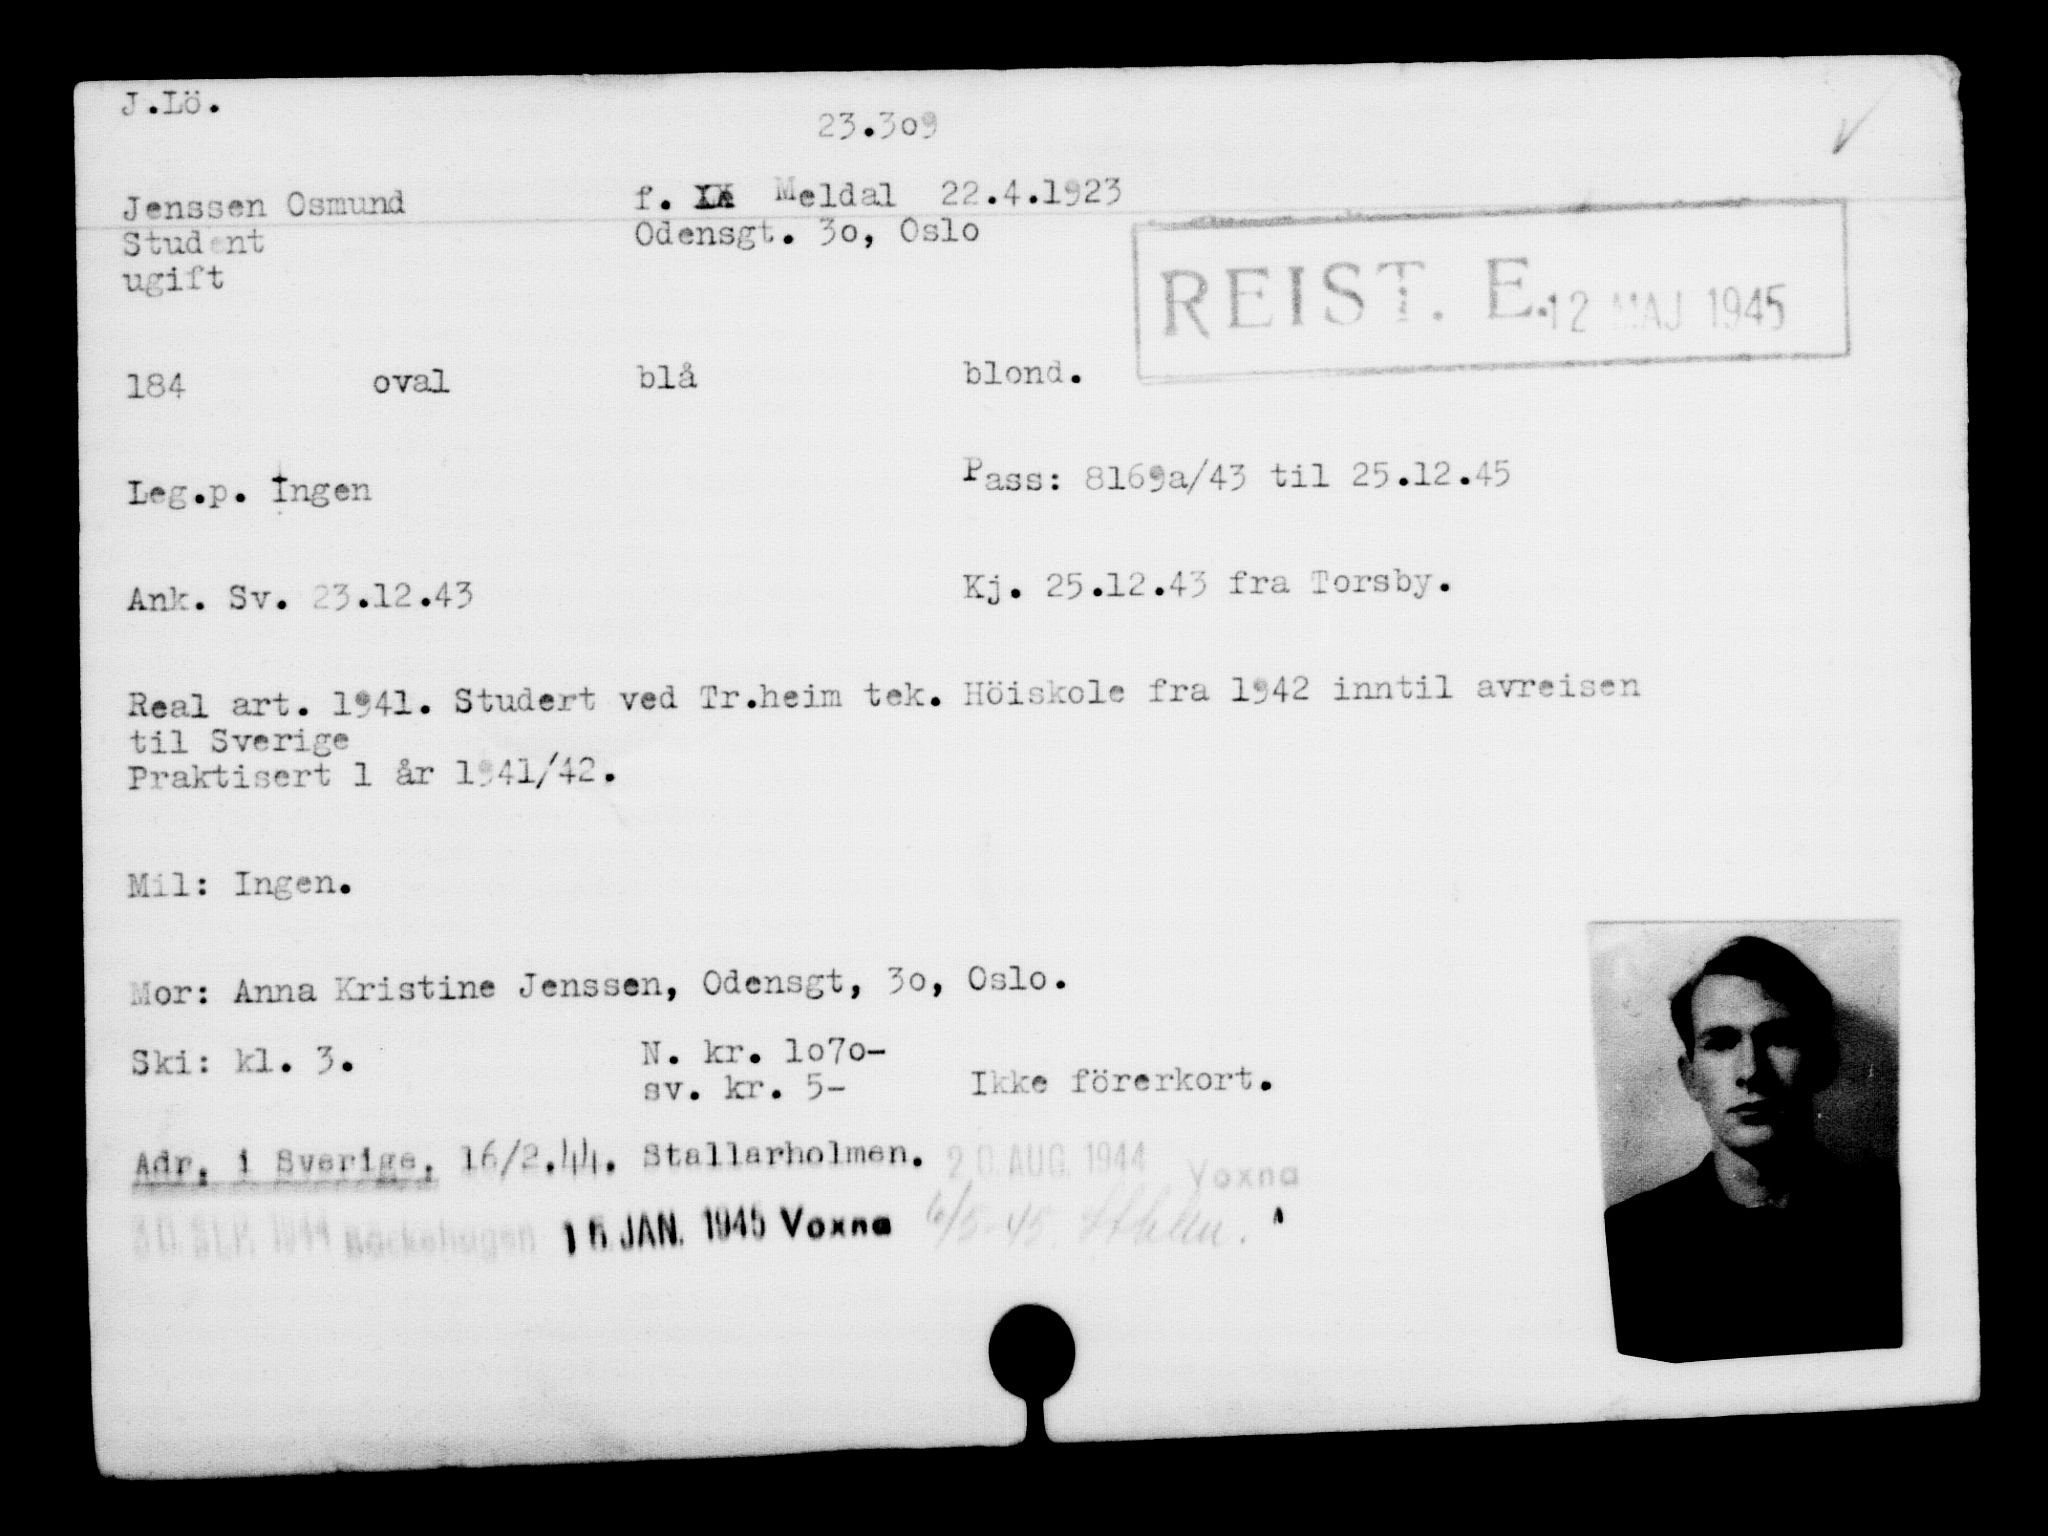 J.Lö.
23.3o9
Jenssen Osmund f. Meldal 22.4.1923
Student Odensgt. 3o, Oslo
ugift
REIST. E. 12 MAJ 1945
184 oval blå blond.
Leg.p. Ingen Pass: 8169a/43 til 25.12.45
Ank. Sv. 23.12.43 Kj. 25.12.43 fra Torsby.
Real art. 1941. Studert ved Tr.heim tek. Höiskole fra 1942 inntil avreisen
til Sverige
Praktisert 1 år 1941/42.
Mil: Ingen.
Mor: Anna Kristine Jenssen, Odensgt, 3o, Oslo.
Ski: kl. 3. N. kr. 1o7o-
sv. kr. 5- Ikke förerkort.
Adr. i Sverige. 16/2.44. Stallarholmen. 20. AUG. 1944 Voxna
JAN. 1945 Voxna 6/5-45.